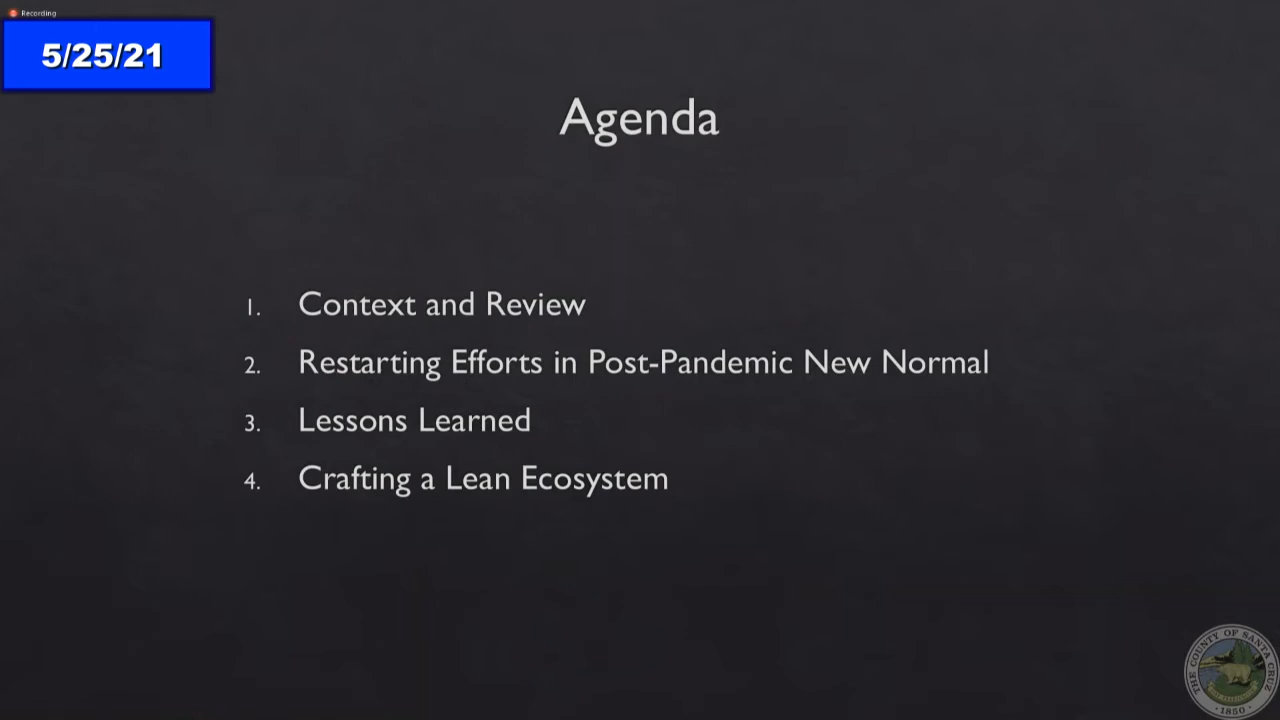 Recording
5/25/21
Agenda
1. Context and Review
2. Restarting Efforts in Post-Pandemic New Normal
3. Lessons Learned
4. Crafting a Lean Ecosystem
THE COUNTY OF SANTA CRUZ
· 1850 ·